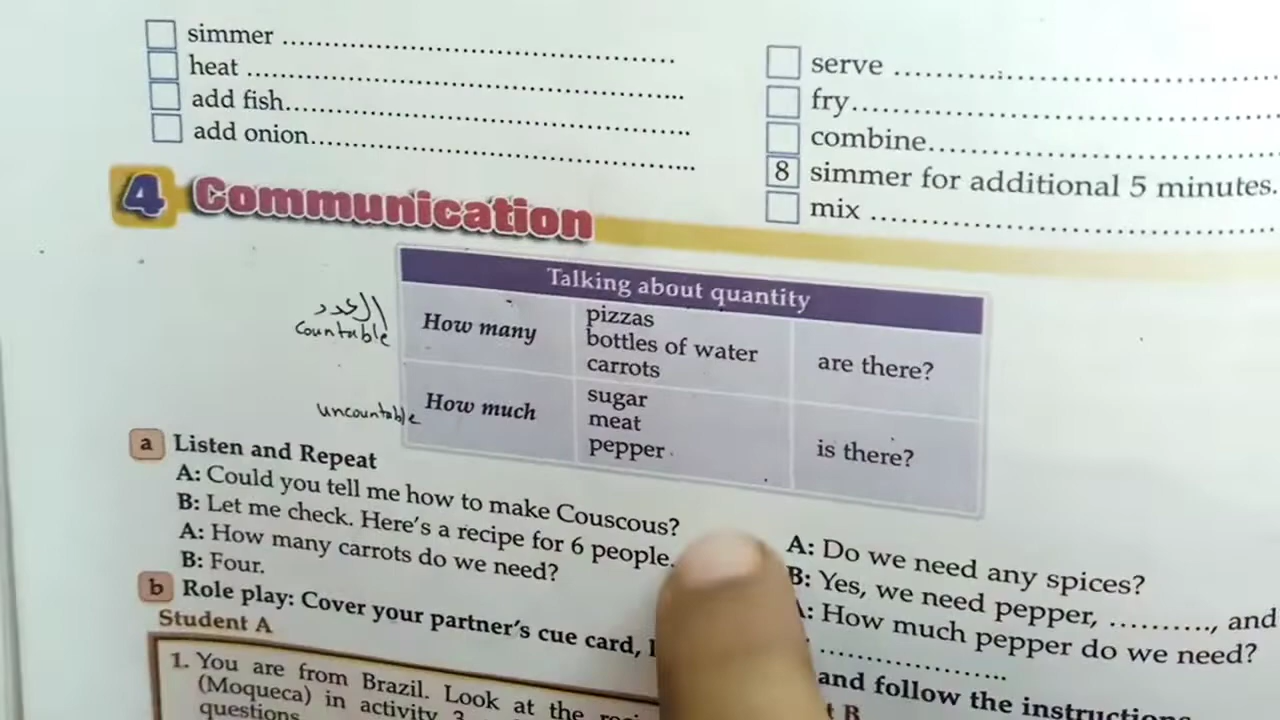 simmer ........................................
heat ............................................
add fish........................................
add onion.....................................
serve ........................................
fry..............................................
combine....................................
8 simmer for additional 5 minutes.
mix ...........................................
4 Communication
Talking about quantity
العدد
Countable
How many
pizzas
bottles of water
carrots
are there?
uncountable
How much
sugar
meat
pepper
is there?
a Listen and Repeat
A: Could you tell me how to make Couscous?
B: Let me check. Here's a recipe for 6 people.
A: How many carrots do we need?
B: Four.
A: Do we need any spices?
B: Yes, we need pepper, .........., and
A: How much pepper do we need?
....................
b Role play: Cover your partner's cue card,
and follow the instructions
Student A
B
1. You are from Brazil. Look at the
(Moqueca) in activity 3
questions